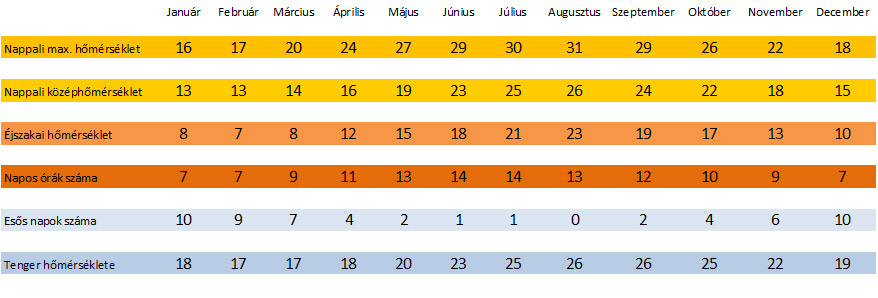 Január Február Március Április Május Június Július Augusztus Szeptember Október November December
Nappali max. hőmérséklet 16 17 20 24 27 29 30 31 29 26 22 18
Nappali középhőmérséklet 13 13 14 16 19 23 25 26 24 22 18 15
Éjszakai hőmérséklet 8 7 8 12 15 18 21 23 19 17 13 10
Napos órák száma 7 7 9 11 13 14 14 13 12 10 9 7
Esős napok száma 10 9 7 4 2 1 1 0 2 4 6 10
Tenger hőmérséklete 18 17 17 18 20 23 25 26 26 25 22 19